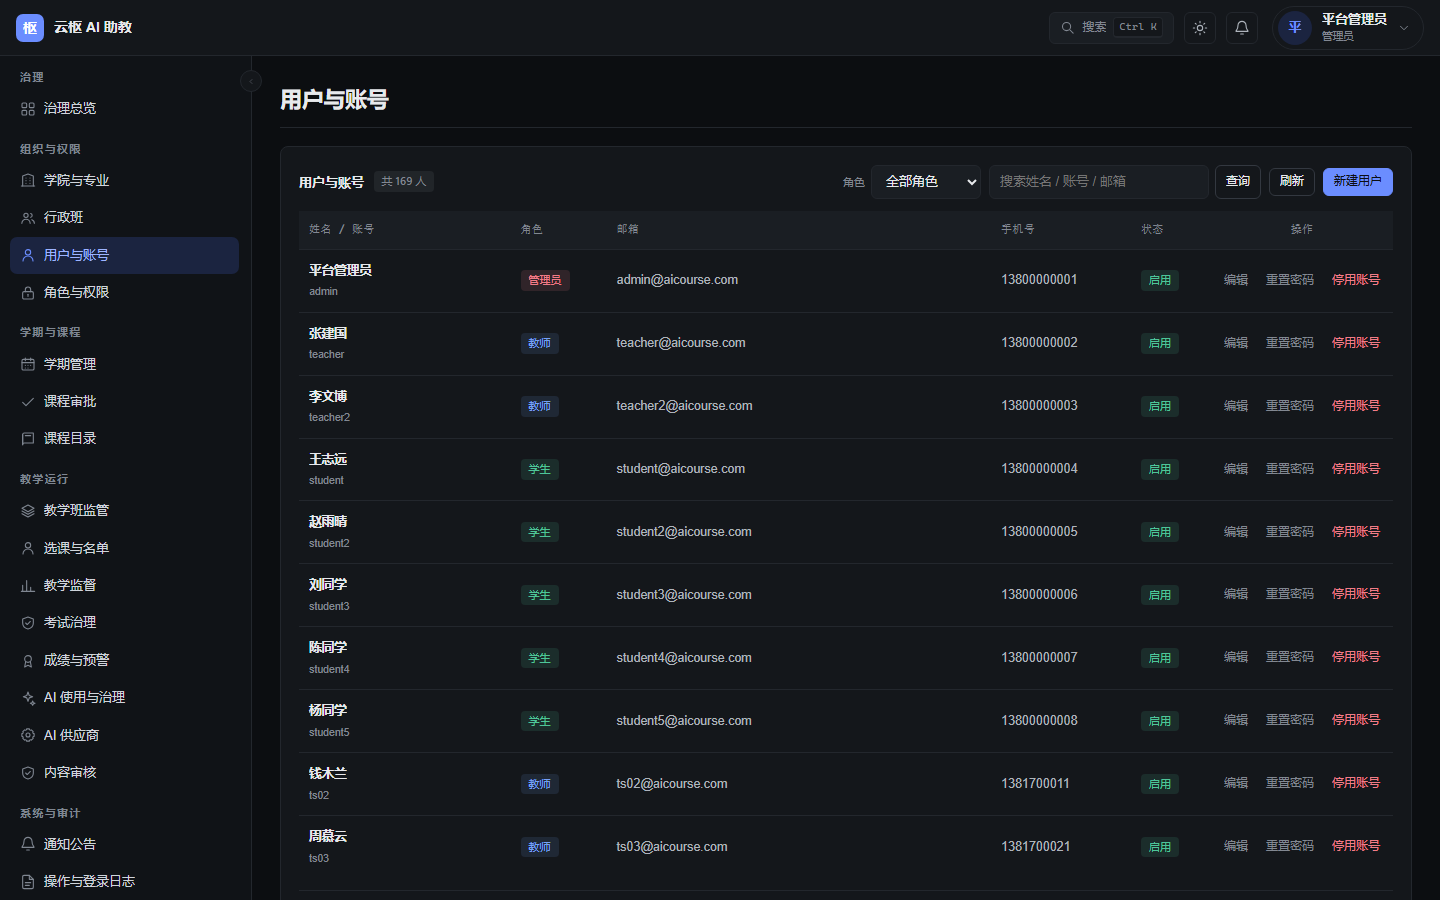 枢 云枢 AI 助教
搜索 Ctrl K
平 平台管理员
管理员
治理
治理总览
组织与权限
学院与专业
行政班
用户与账号
角色与权限
学期与课程
学期管理
课程审批
课程目录
教学运行
教学班监管
选课与名单
教学监督
考试治理
成绩与预警
AI 使用与治理
AI 供应商
内容审核
系统与审计
通知公告
操作与登录日志
用户与账号
用户与账号 共 169 人 角色 全部角色 搜索姓名 / 账号 / 邮箱 查询 刷新 新建用户
姓名 / 账号 角色 邮箱 手机号 状态 操作
平台管理员
admin 管理员 admin@aicourse.com 13800000001 启用 编辑 重置密码 停用账号
张建国
teacher 教师 teacher@aicourse.com 13800000002 启用 编辑 重置密码 停用账号
李文博
teacher2 教师 teacher2@aicourse.com 13800000003 启用 编辑 重置密码 停用账号
王志远
student 学生 student@aicourse.com 13800000004 启用 编辑 重置密码 停用账号
赵雨晴
student2 学生 student2@aicourse.com 13800000005 启用 编辑 重置密码 停用账号
刘同学
student3 学生 student3@aicourse.com 13800000006 启用 编辑 重置密码 停用账号
陈同学
student4 学生 student4@aicourse.com 13800000007 启用 编辑 重置密码 停用账号
杨同学
student5 学生 student5@aicourse.com 13800000008 启用 编辑 重置密码 停用账号
钱木兰
ts02 教师 ts02@aicourse.com 1381700011 启用 编辑 重置密码 停用账号
周慕云
ts03 教师 ts03@aicourse.com 1381700021 启用 编辑 重置密码 停用账号